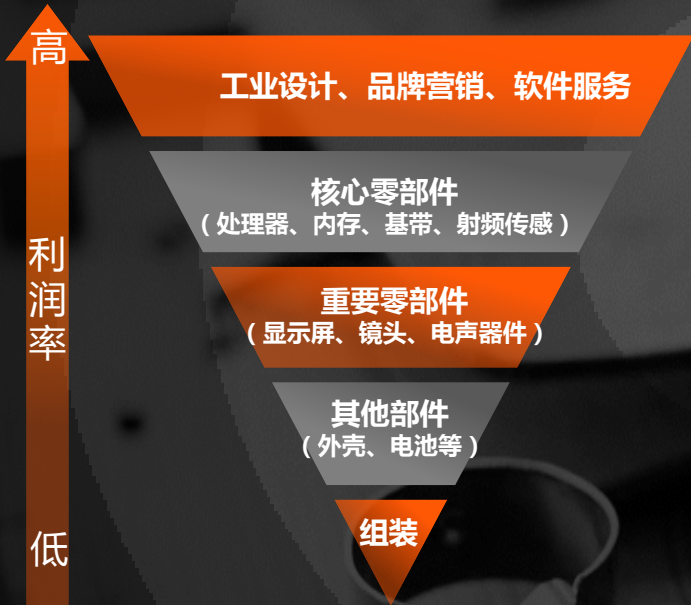 高
利润率
低
工业设计、品牌营销、软件服务
核心零部件
（处理器、内存、基带、射频传感）
重要零部件
（显示屏、镜头、电声器件）
其他部件
（外壳、电池等）
组装